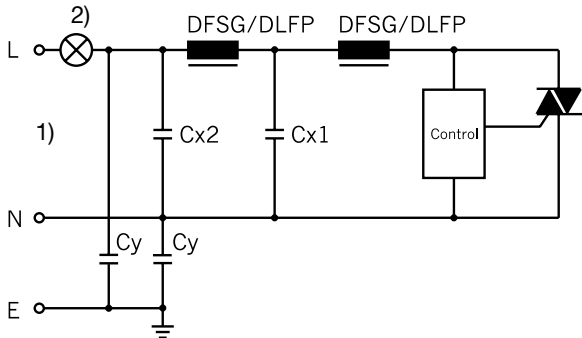 2)
DFSG/DLFP
DFSG/DLFP
L
1)
Cx2
Cx1
Control
N
Cy
Cy
E